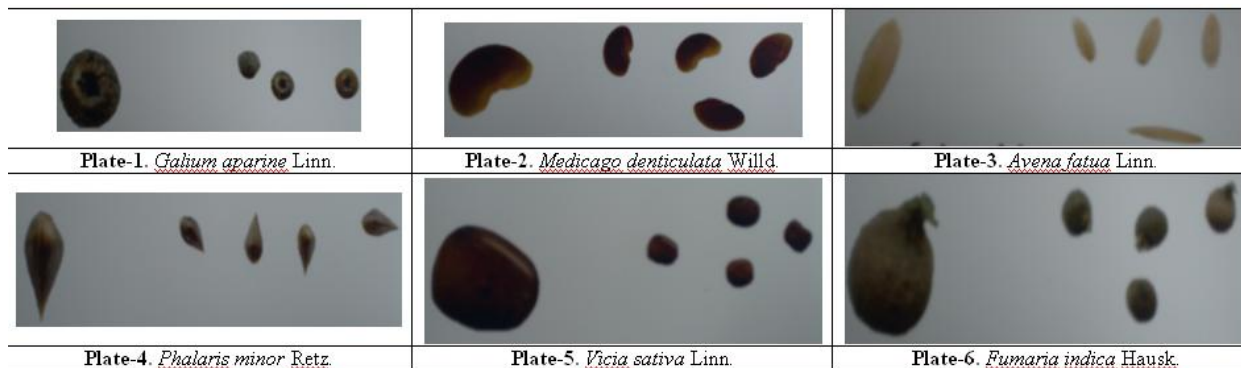 Plate-1. Galium aparine Linn.
Plate-2. Medicago denticulata Willd.
Plate-3. Avena fatua Linn.
Plate-4. Phalaris minor Retz.
Plate-5. Vicia sativa Linn.
Plate-6. Fumaria indica Hausk.